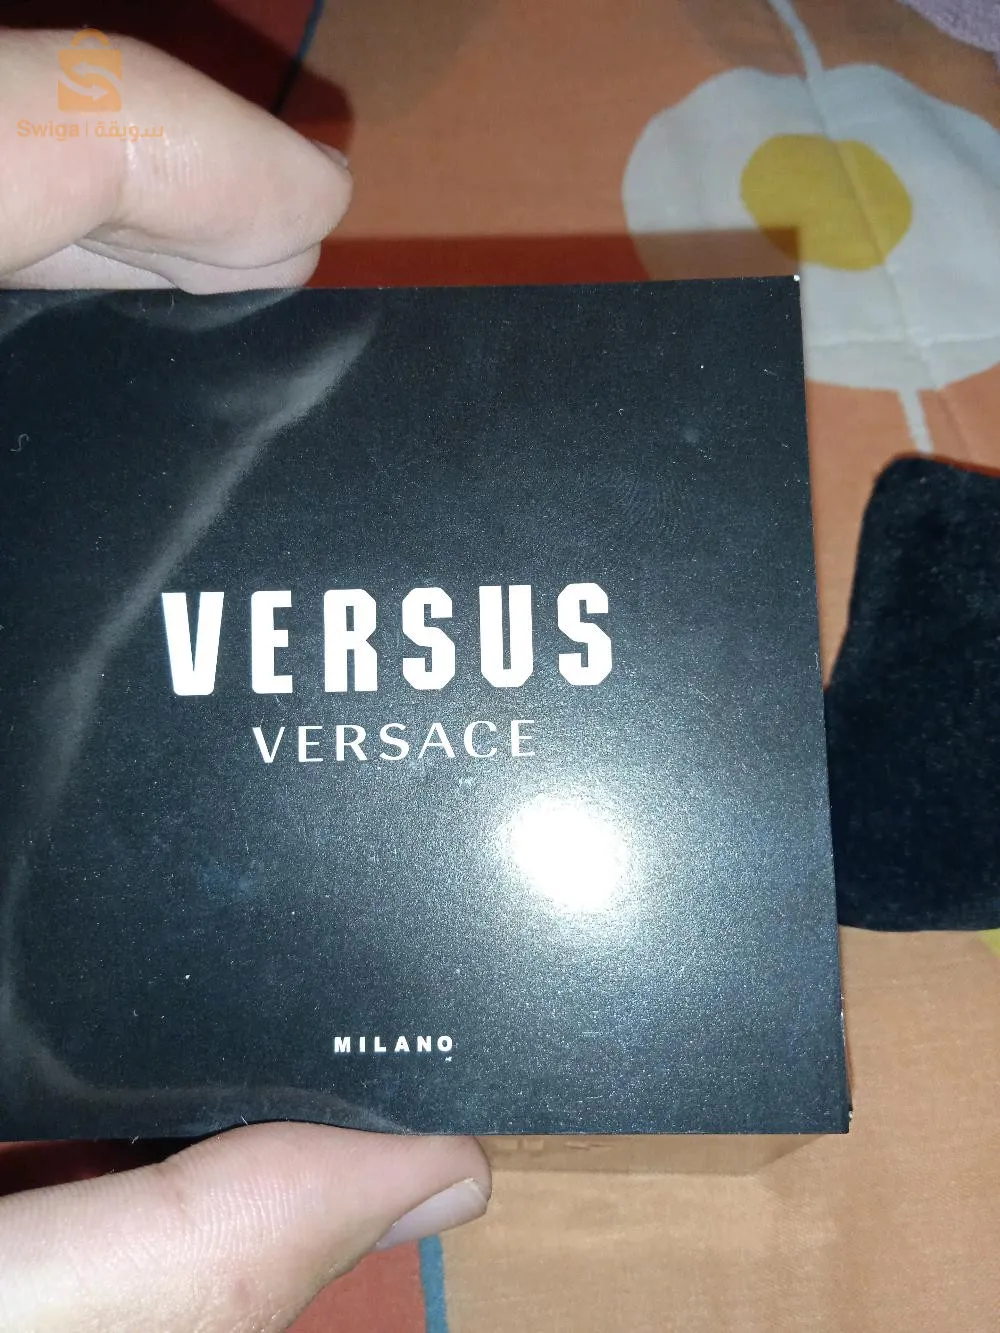 Swiga | سويقة
VERSUS
VERSACE
MILANO